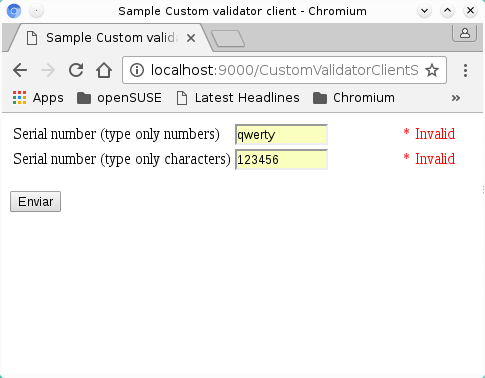 Sample Custom validator client - Chromium
Sample Custom valid
localhost:9000/CustomValidatorClientS
Apps openSUSE Latest Headlines Chromium »
Serial number (type only numbers) qwerty * Invalid
Serial number (type only characters) 123456 * Invalid
Enviar